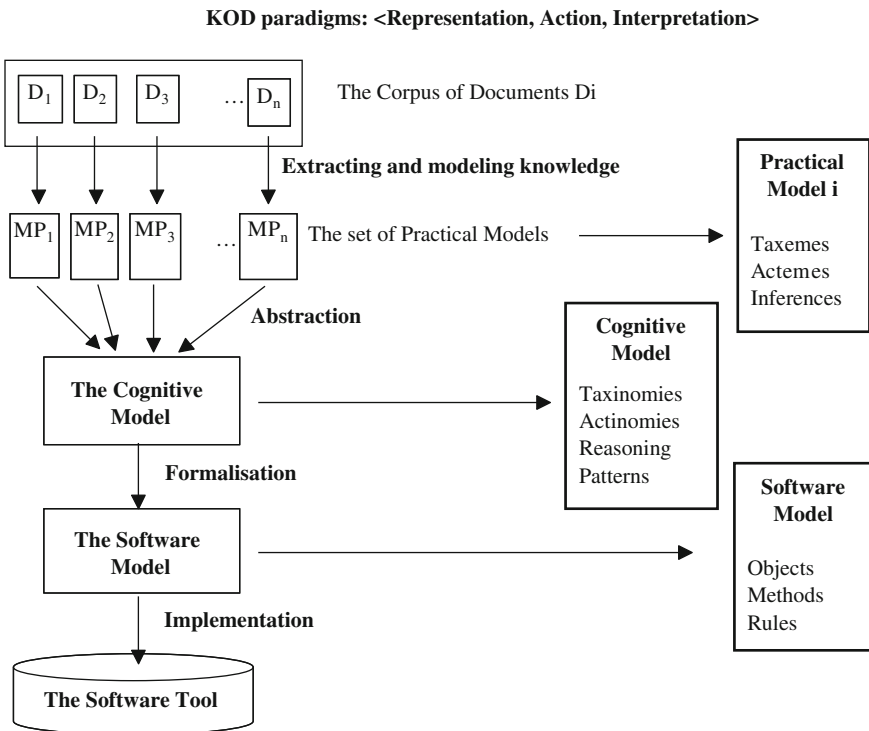 KOD paradigms: <Representation, Action, Interpretation>
D1 D2 D3 … Dn
The Corpus of Documents Di
Extracting and modeling knowledge
MP1 MP2 MP3 … MPn
The set of Practical Models
Practical
Model i
Taxemes
Actemes
Inferences
Abstraction
The Cognitive
Model
Cognitive
Model
Taxinomies
Actinomies
Reasoning
Patterns
Formalisation
The Software
Model
Software
Model
Objects
Methods
Rules
Implementation
The Software Tool